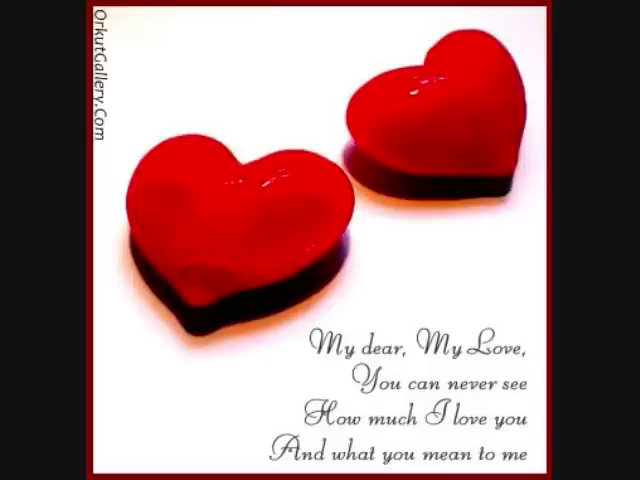 OrkutGallery.Com
My dear, My Love,
You can never see
How much I love you
And what you mean to me